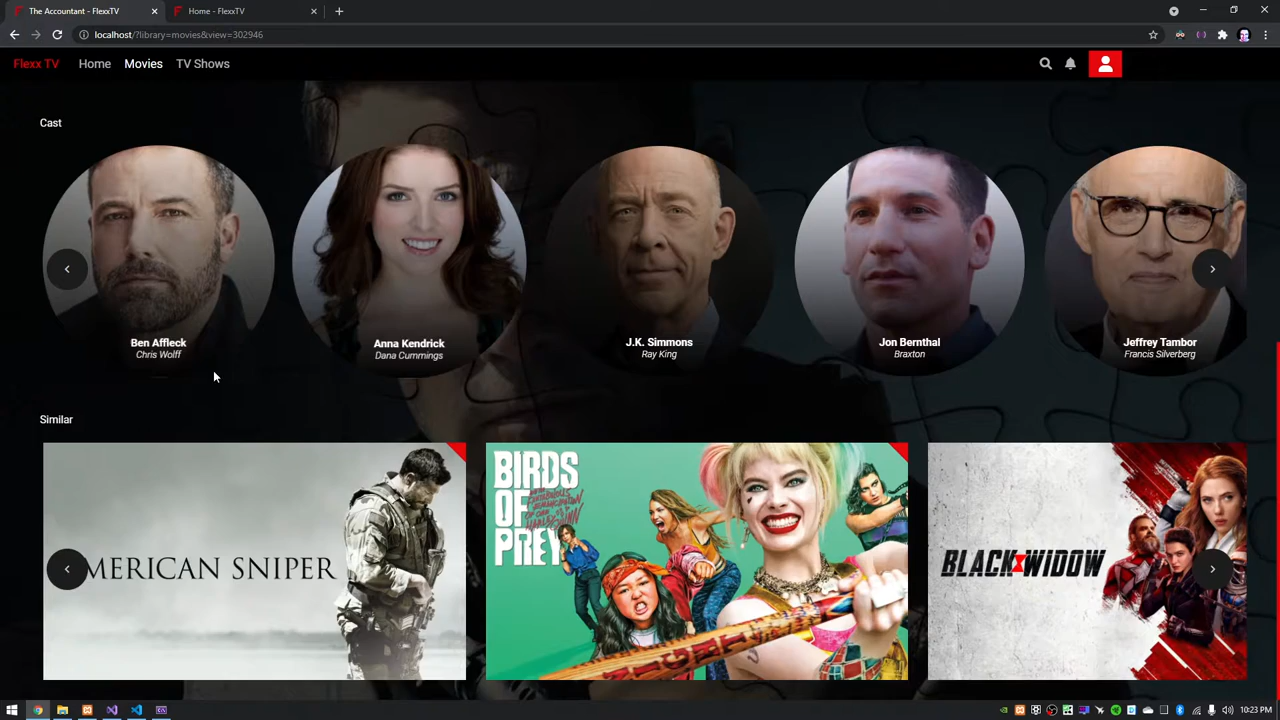 The Accountant - FlexxTV
Home - FlexxTV
localhost/?library=movies&view=302946
Flexx TV Home Movies TV Shows
Cast
Ben Affleck
Chris Wolff
Anna Kendrick
Dana Cummings
J.K. Simmons
Ray King
Jon Bernthal
Braxton
Jeffrey Tambor
Francis Silverberg
Similar
MERICAN SNIPER
BIRDS
OF
PREY
BLACK WIDOW
10:23 PM